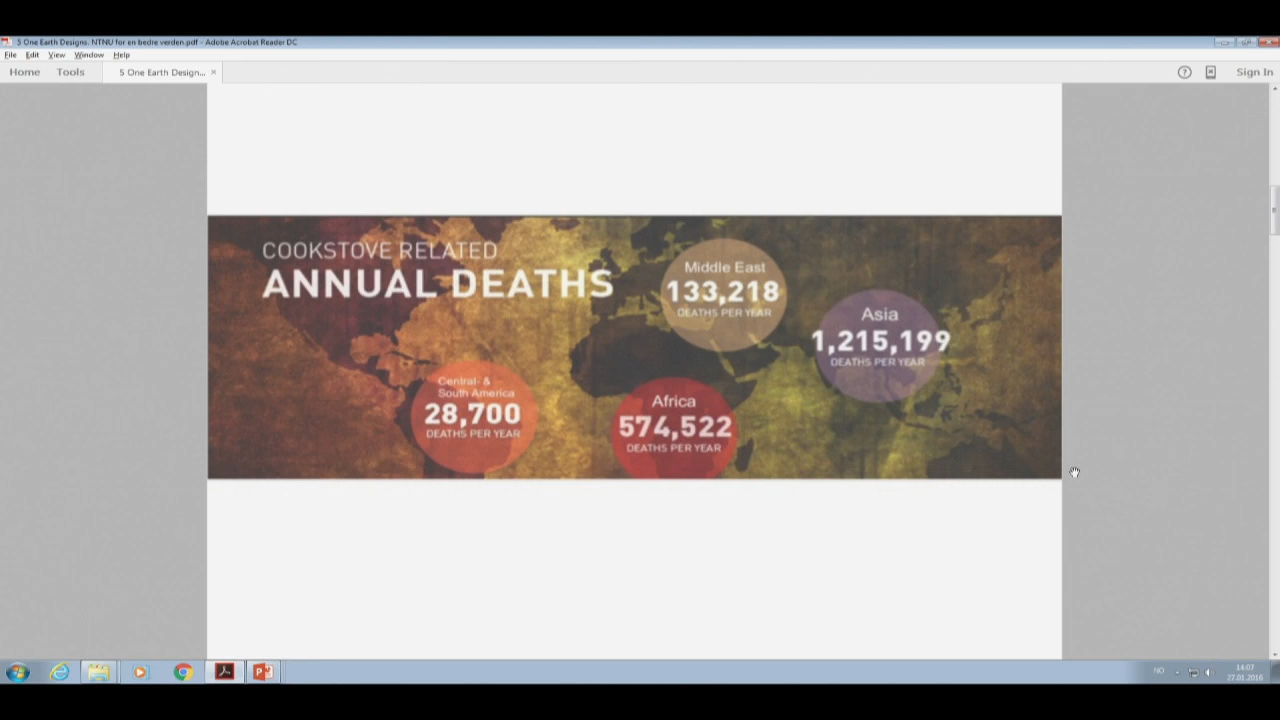 5 One Earth Designs. NTNU for en bedre verden.pdf - Adobe Acrobat Reader DC
File Edit View Window Help
Home Tools 5 One Earth Design... × ? Sign In
COOKSTOVE RELATED
ANNUAL DEATHS
Middle East
133,218
DEATHS PER YEAR
Asia
1,215,199
DEATHS PER YEAR
Central- &
South America
28,700
DEATHS PER YEAR
Africa
574,522
DEATHS PER YEAR
NO
14:07
27.01.2016